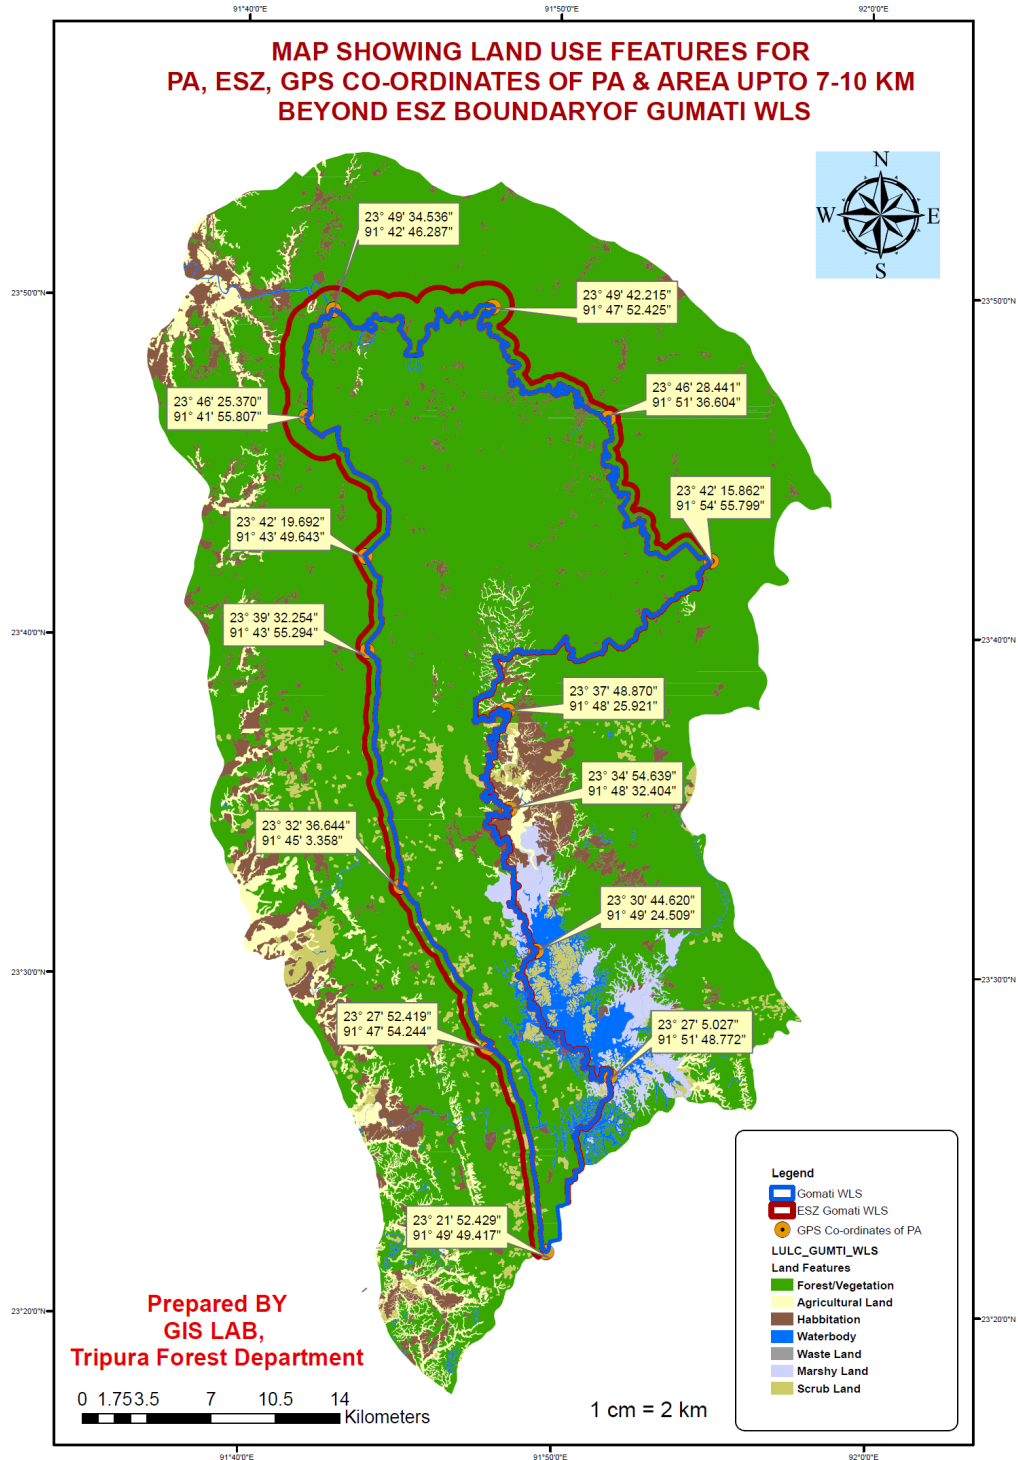 91°40'0"E
91°50'0"E
92°0'0"E
MAP SHOWING LAND USE FEATURES FOR
PA, ESZ, GPS CO-ORDINATES OF PA & AREA UPTO 7-10 KM
BEYOND ESZ BOUNDARYOF GUMATI WLS
N
W
E
S
23° 49' 34.536"
91° 42' 46.287"
23°50'0"N
23°50'0"N
23° 49' 42.215"
91° 47' 52.425"
23° 46' 25.370"
91° 41' 55.807"
23° 46' 28.441"
91° 51' 36.604"
23° 42' 15.862"
91° 54' 55.799"
23° 42' 19.692"
91° 43' 49.643"
23° 39' 32.254"
91° 43' 55.294"
23°40'0"N
23°40'0"N
23° 37' 48.870"
91° 48' 25.921"
23° 34' 54.639"
91° 48' 32.404"
23° 32' 36.644"
91° 45' 3.358"
23° 30' 44.620"
91° 49' 24.509"
23°30'0"N
23°30'0"N
23° 27' 52.419"
91° 47' 54.244"
23° 27' 5.027"
91° 51' 48.772"
23° 21' 52.429"
91° 49' 49.417"
Legend
Gomati WLS
ESZ Gomati WLS
GPS Co-ordinates of PA
LULC_GUMTI_WLS
Land Features
Forest/Vegetation
Agricultural Land
Habbitation
Waterbody
Waste Land
Marshy Land
Scrub Land
23°20'0"N
23°20'0"N
Prepared BY
GIS LAB,
Tripura Forest Department
0 1.75 3.5 7 10.5 14
Kilometers
1 cm = 2 km
91°40'0"E
91°50'0"E
92°0'0"E